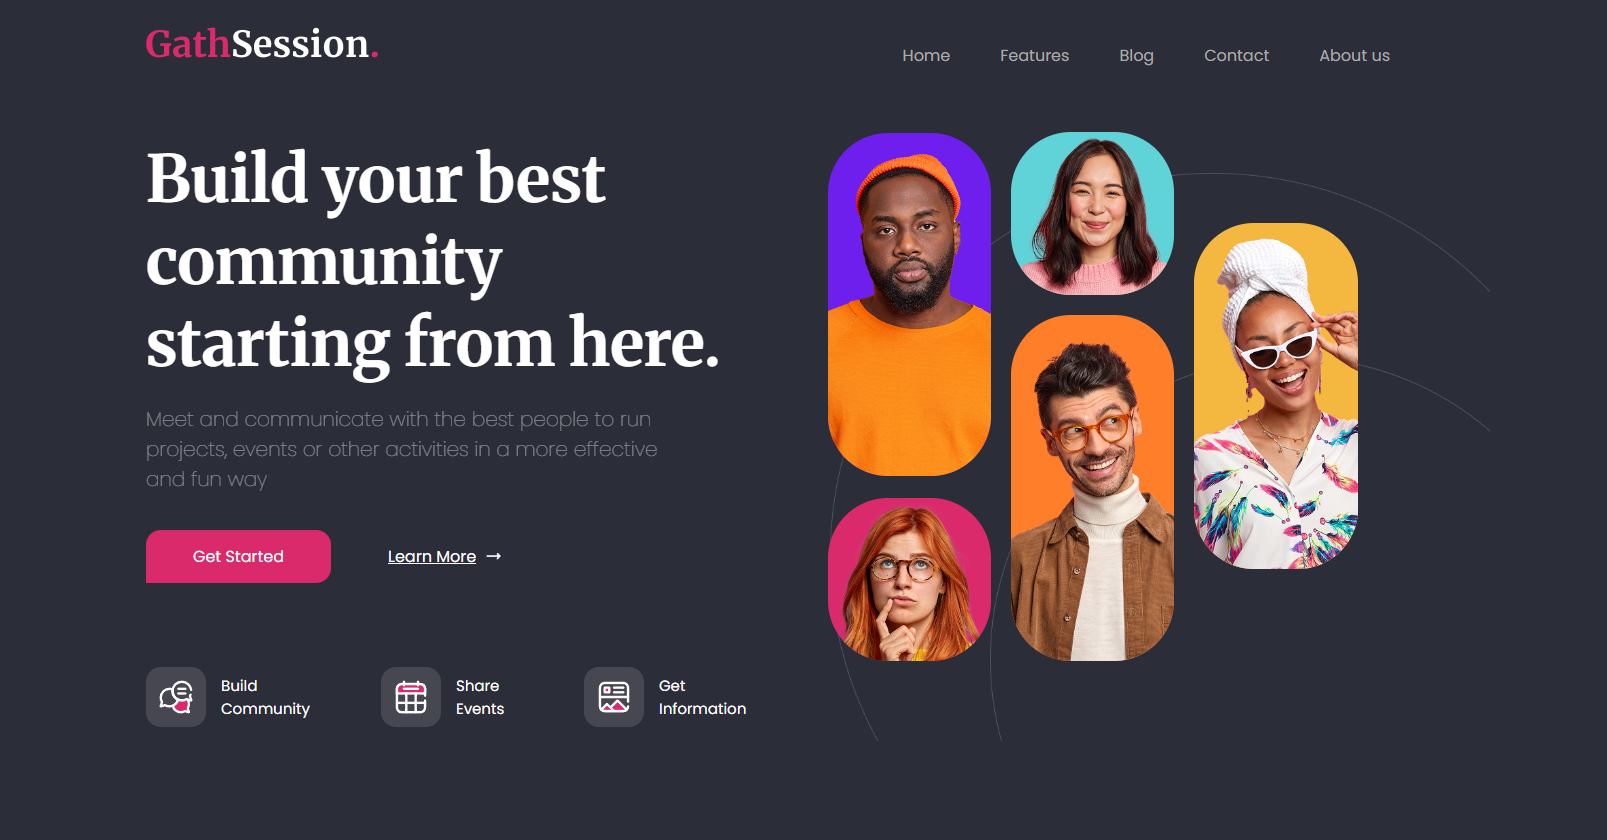 GathSession.
Home Features Blog Contact About us
Build your best
community
starting from here.
Meet and communicate with the best people to run
projects, events or other activities in a more effective
and fun way
Get Started
Learn More →
Build
Community
Share
Events
Get
Information